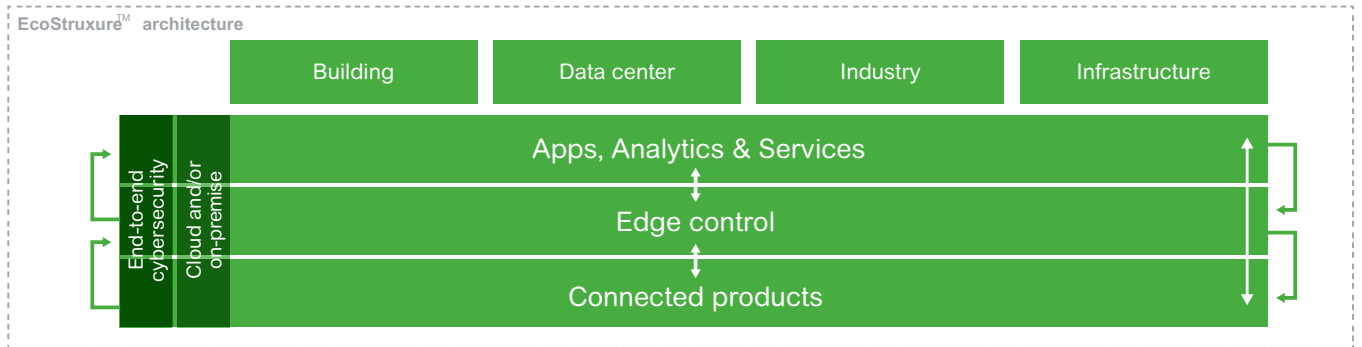 EcoStruxure™ architecture
Building
Data center
Industry
Infrastructure
End-to-end
cybersecurity
Cloud and/or
on-premise
Apps, Analytics & Services
Edge control
Connected products